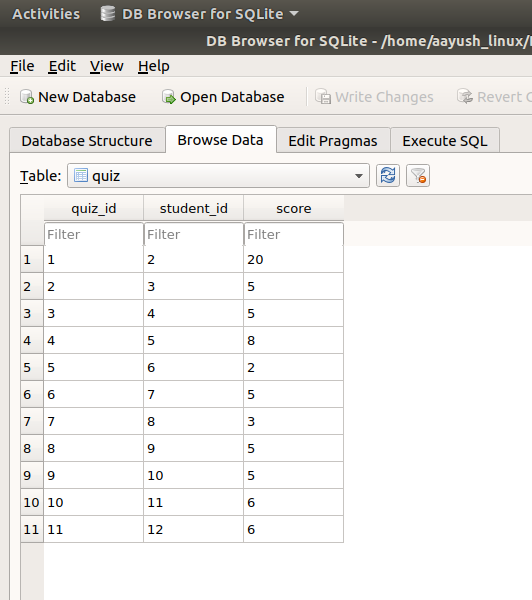 Activities DB Browser for SQLite
DB Browser for SQLite - /home/aayush_linux/
File Edit View Help
New Database Open Database Write Changes Revert
Database Structure Browse Data Edit Pragmas Execute SQL
Table: quiz
quiz_id student_id score
Filter Filter Filter
1 1 2 20
2 2 3 5
3 3 4 5
4 4 5 8
5 5 6 2
6 6 7 5
7 7 8 3
8 8 9 5
9 9 10 5
10 10 11 6
11 11 12 6